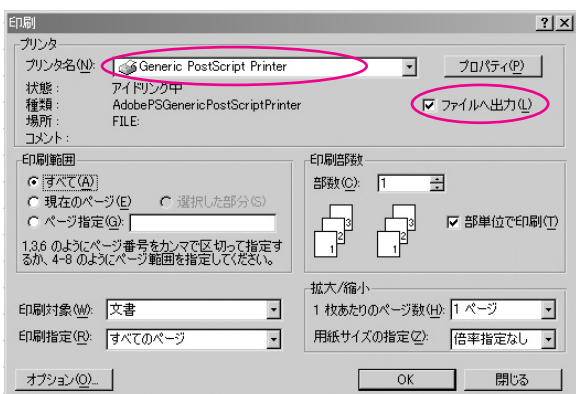 印刷
プリンタ
プリンタ名(N): Generic PostScript Printer プロパティ(P)
状態： アイドリング中
種類： AdobePSGenericPostScriptPrinter ファイルへ出力(L)
場所： FILE:
コメント：
印刷範囲
すべて(A)
現在のページ(E) 選択した部分(S)
ページ指定(G):
1,3,6 のようにページ番号をカンマで区切って指定す
るか、4-8 のようにページ範囲を指定してください。
印刷部数
部数(C): 1
1 2 3 1 2 3 部単位で印刷(T)
印刷対象(W): 文書
印刷指定(R): すべてのページ
拡大/縮小
1 枚あたりのページ数(H): 1 ページ
用紙サイズの指定(Z): 倍率指定なし
オプション(O)... OK 閉じる